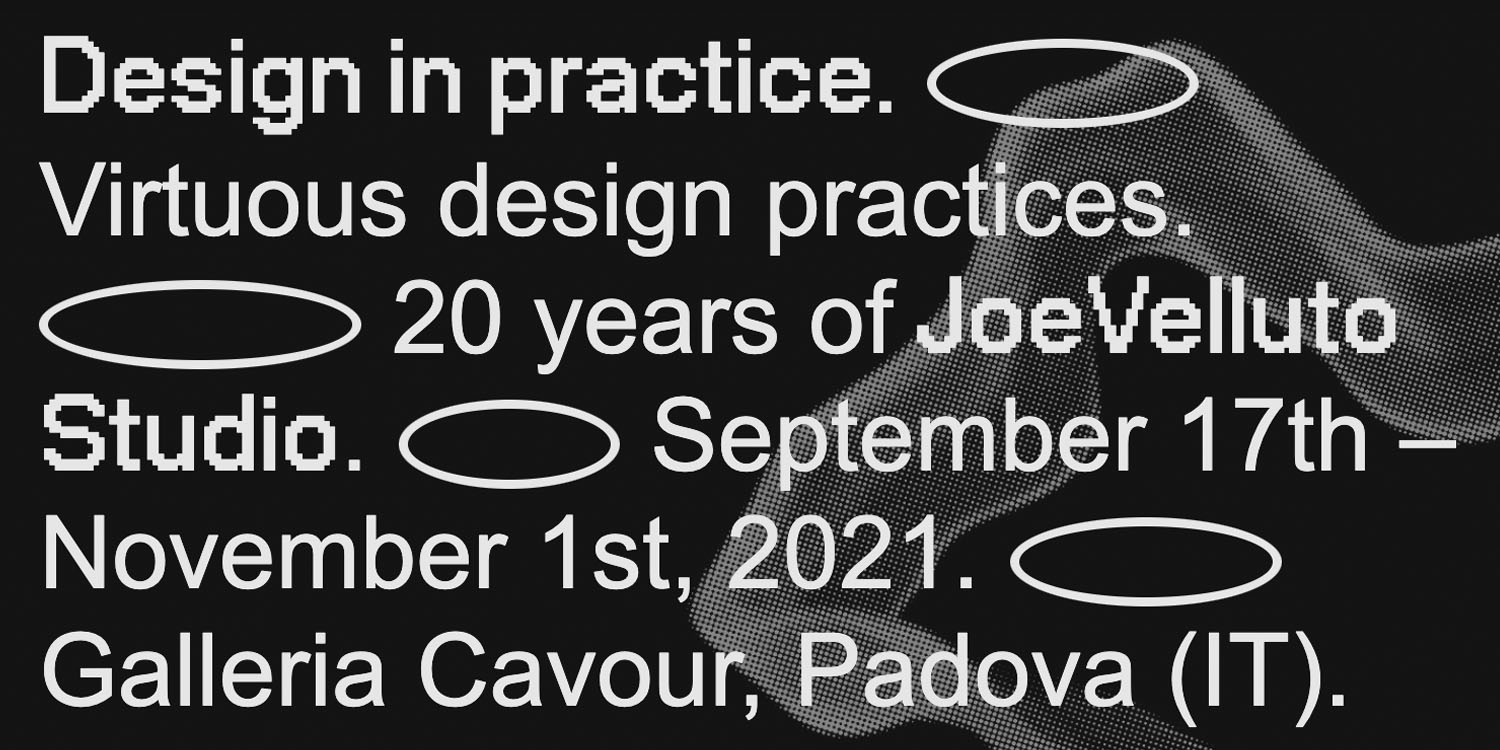 Design in practice.
Virtuous design practices.
20 years of JoeVelluto
Studio. September 17th –
November 1st, 2021.
Galleria Cavour, Padova (IT).